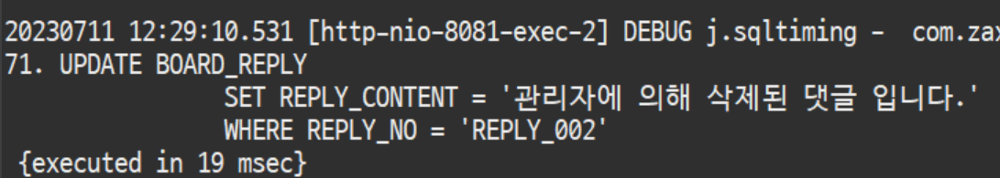 20230711 12:29:10.531 [http-nio-8081-exec-2] DEBUG j.sqltiming -  com.zax
71. UPDATE BOARD_REPLY
SET REPLY_CONTENT = '관리자에 의해 삭제된 댓글 입니다.'
WHERE REPLY_NO = 'REPLY_002'
{executed in 19 msec}